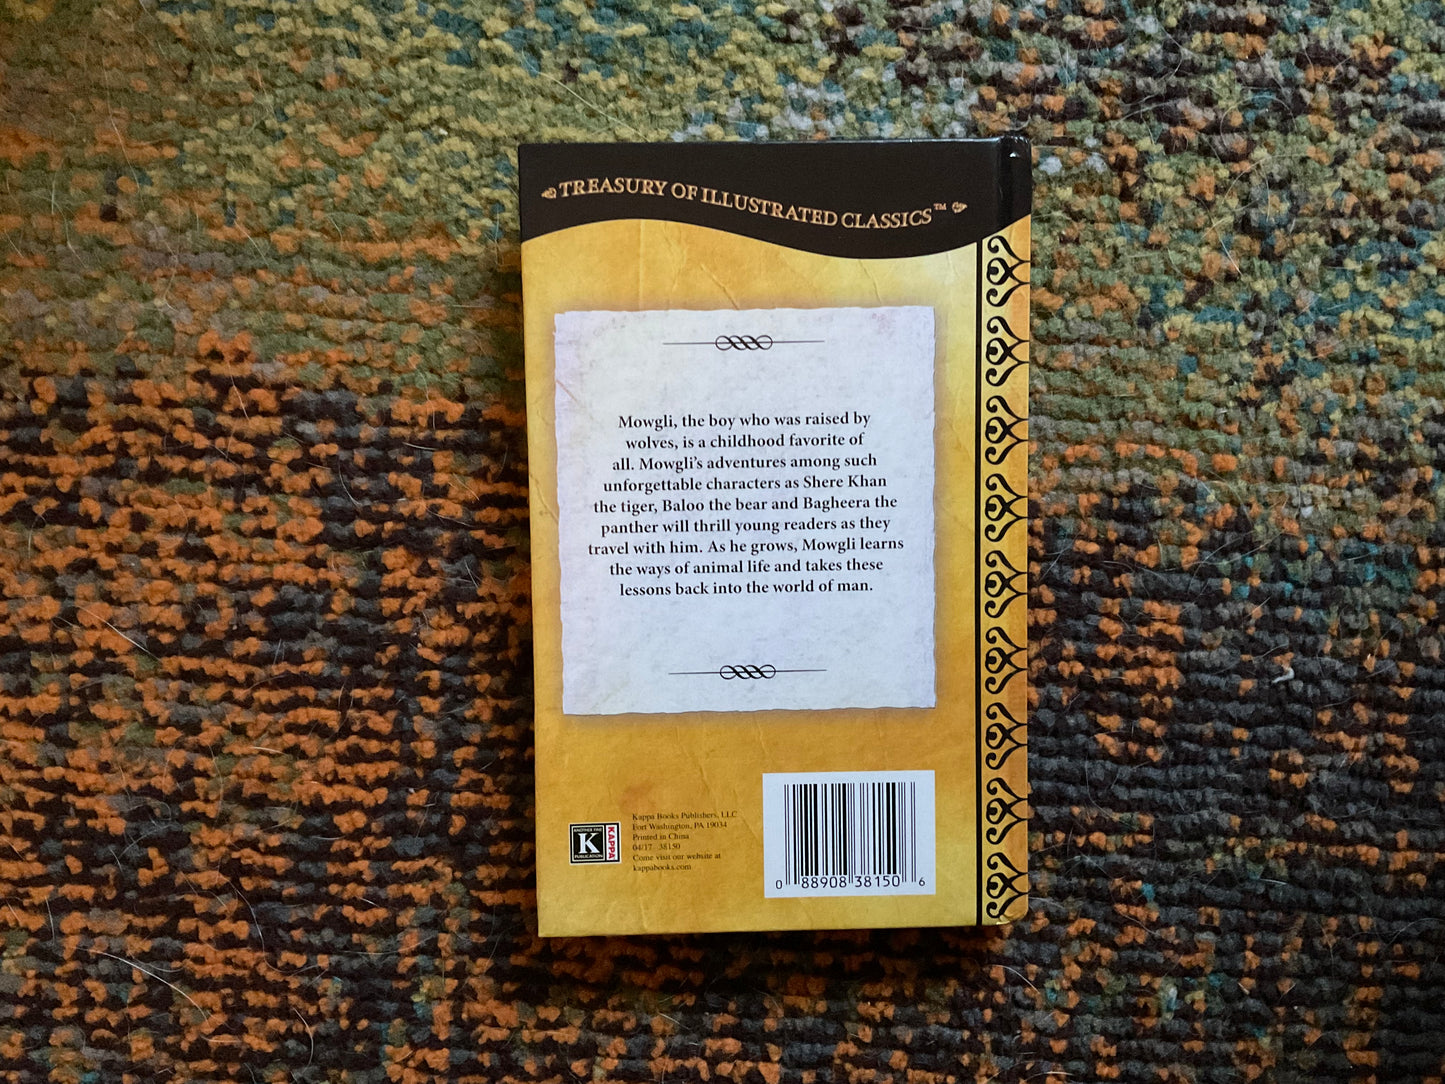 TREASURY OF ILLUSTRATED CLASSICS™
Mowgli, the boy who was raised by
wolves, is a childhood favorite of
all. Mowgli's adventures among such
unforgettable characters as Shere Khan
the tiger, Baloo the bear and Bagheera the
panther will thrill young readers as they
travel with him. As he grows, Mowgli learns
the ways of animal life and takes these
lessons back into the world of man.
ANOTHER FINE
K
PUBLICATION
KAPPA
Kappa Books Publishers, LLC
Fort Washington, PA 19034
Printed in China
04/17 38150
Come visit our website at
kappabooks.com
0 88908 38150 6